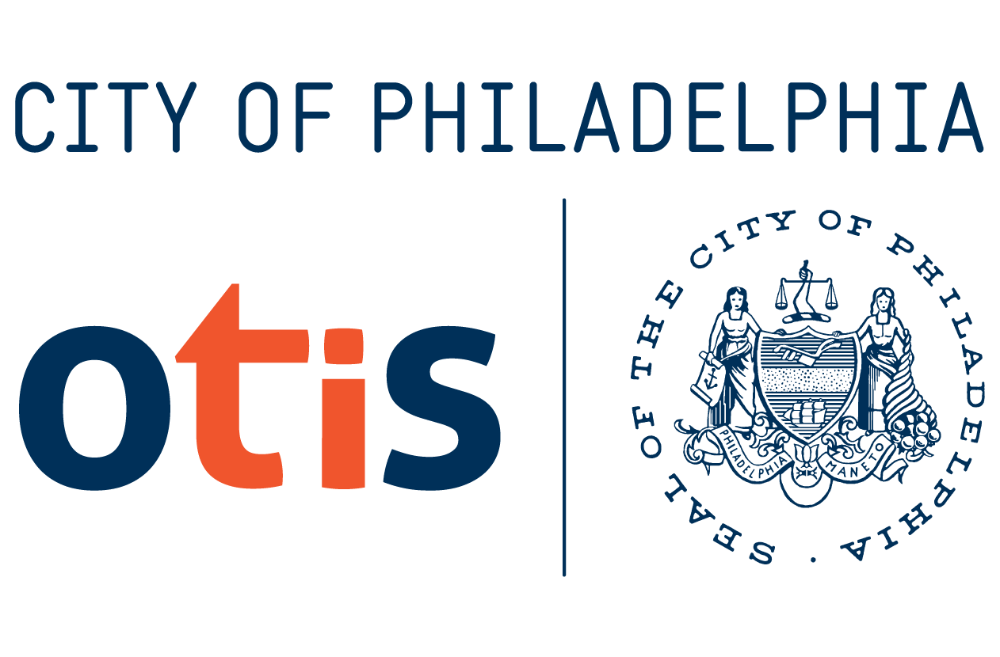 CITY OF PHILADELPHIA
otis
SEAL OF THE CITY OF PHILADELPHIA ·
PHILADELPHIA MANETO